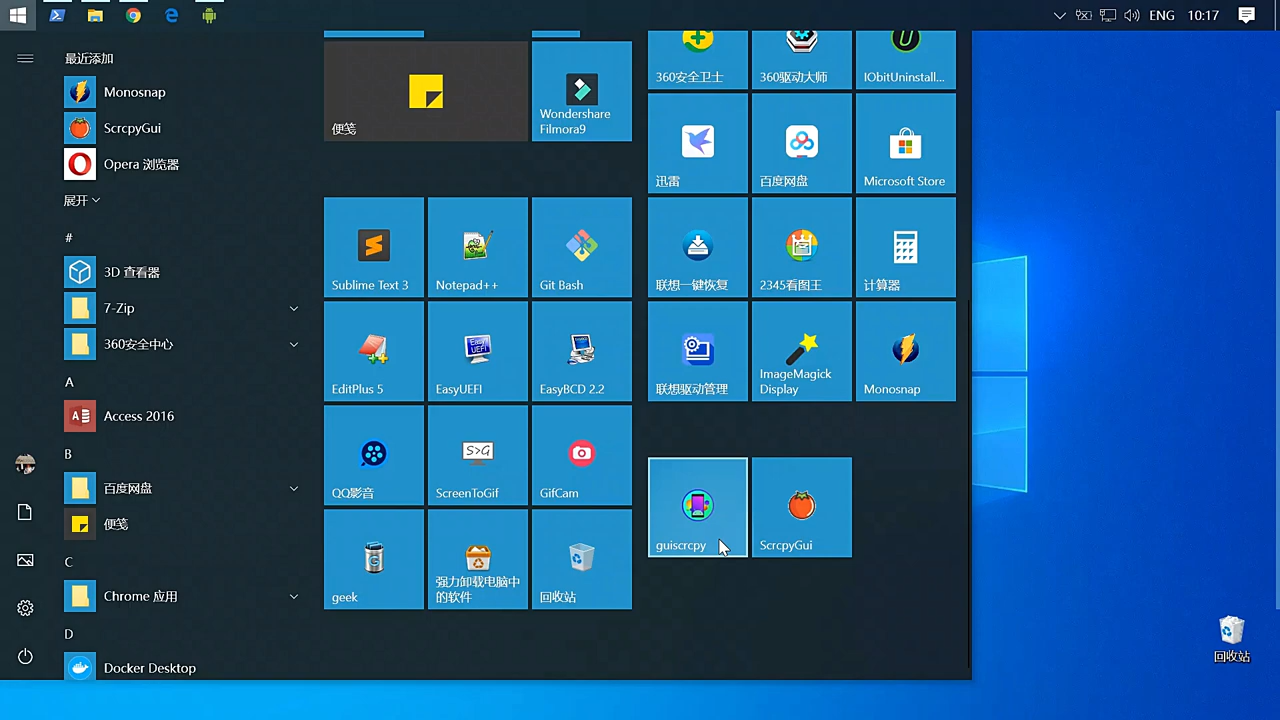 ENG
10:17
最近添加
Monosnap
ScrcpyGui
Opera 浏览器
展开
#
3D 查看器
7-Zip
360安全中心
A
Access 2016
B
百度网盘
便笺
C
Chrome 应用
D
Docker Desktop
便笺
Wondershare
Filmora9
Sublime Text 3
Notepad++
Git Bash
EditPlus 5
EasyUEFI
EasyBCD 2.2
QQ影音
ScreenToGif
GifCam
geek
强力卸载电脑中
的软件
回收站
360安全卫士
360驱动大师
IObitUninstall...
迅雷
百度网盘
Microsoft Store
联想一键恢复
2345看图王
计算器
联想驱动管理
ImageMagick
Display
Monosnap
guiscrcpy
ScrcpyGui
回收站